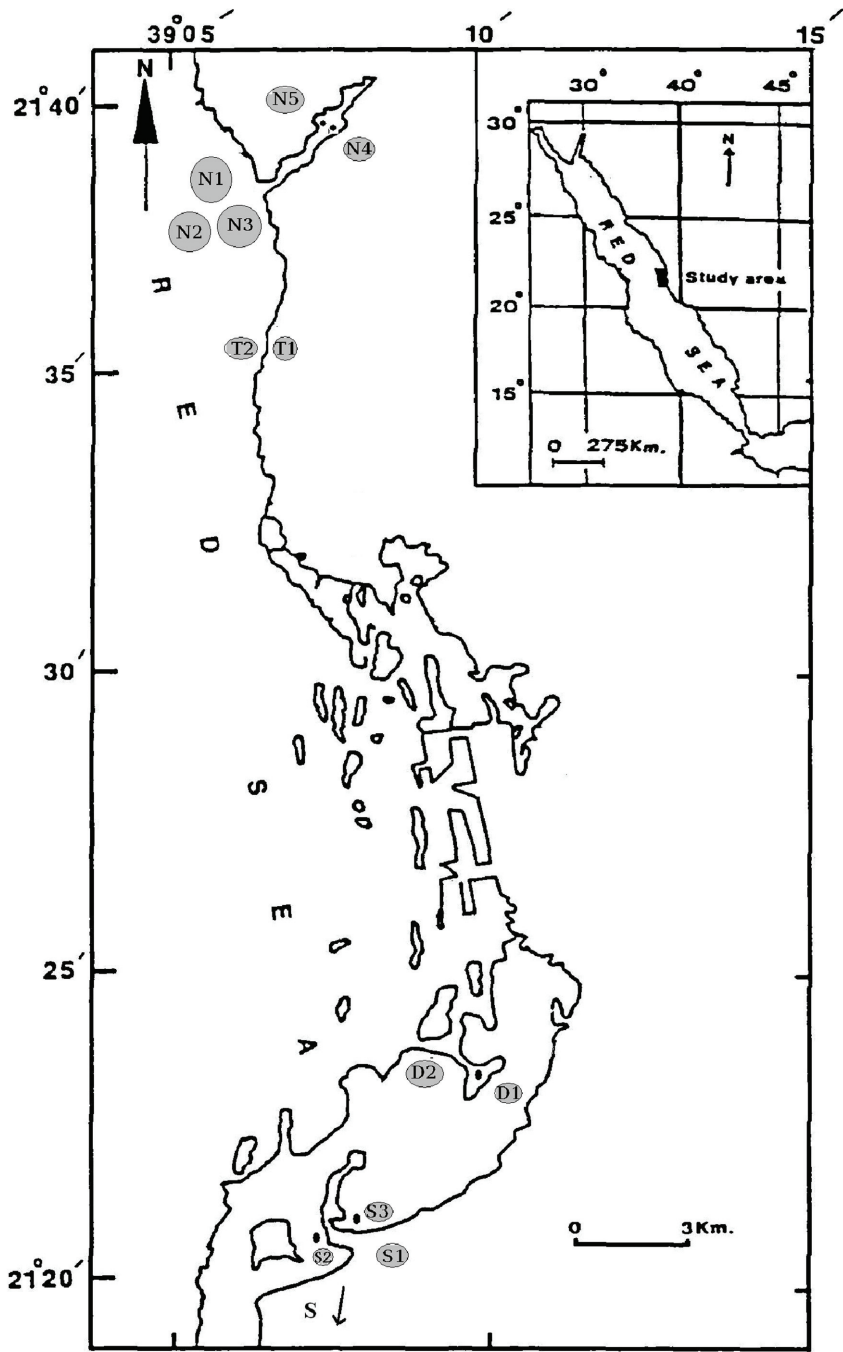 39°05′ 10′ 15′
N
21°40′
N5
N4
N1
N2 N3
T2 T1
35′
30′
25′
21°20′
R
E
D
S
E
A
D2
D1
S3
S2 S1
S
0 3Km.
30° 40° 45°
30°
25°
20°
15°
N
RED
SEA
Study area
0 275Km.